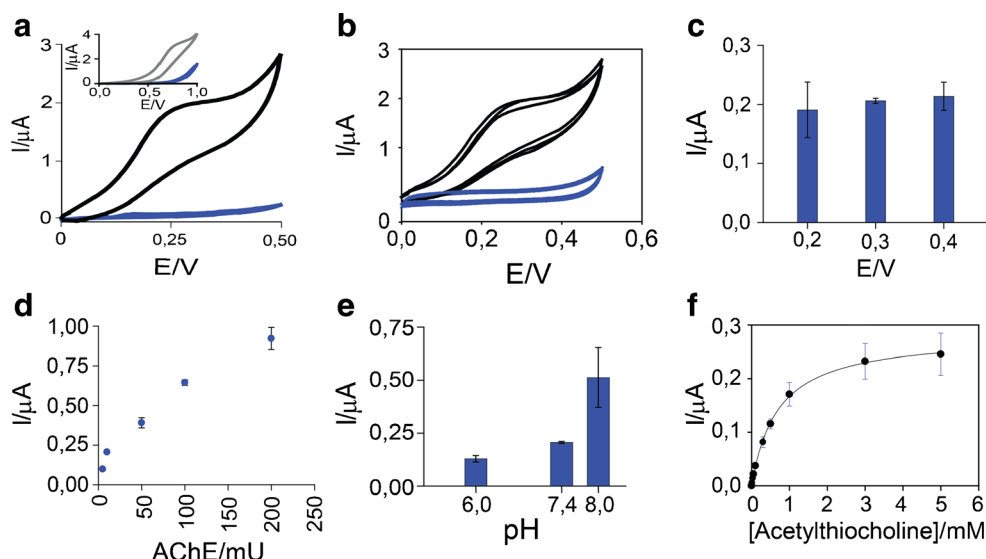 a
I/µA
3
2
1
0
0
0,25
0,50
E/V
I/µA
4
2
0
0,0
0,5
1,0
E/V
b
I/µA
3
2
1
0
0,0
0,2
0,4
0,6
E/V
c
I/µA
0,3
0,2
0,1
0,0
0,2
0,3
0,4
E/V
d
I/µA
1,00
0,75
0,50
0,25
0,00
0
50
100
150
200
250
AChE/mU
e
I/µA
0,75
0,50
0,25
0,00
6,0
7,4
8,0
pH
f
I/µA
0,3
0,2
0,1
0,0
0
1
2
3
4
5
6
[Acetylthiocholine]/mM